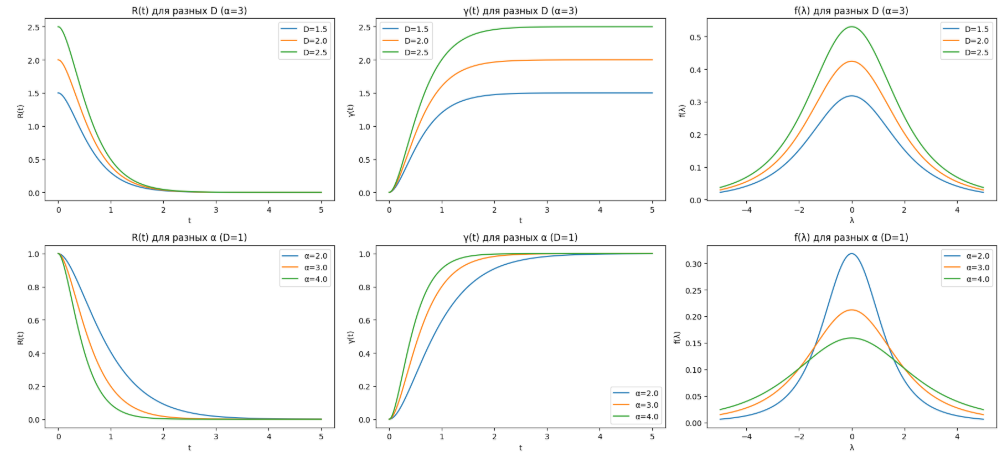 R(t) для разных D (α=3)
2.5
2.0
1.5
1.0
0.5
0.0
R(t)
D=1.5
D=2.0
D=2.5
0 1 2 3 4 5
t
γ(t) для разных D (α=3)
2.5
2.0
1.5
1.0
0.5
0.0
γ(t)
D=1.5
D=2.0
D=2.5
0 1 2 3 4 5
t
f(λ) для разных D (α=3)
0.5
0.4
0.3
0.2
0.1
0.0
f(λ)
D=1.5
D=2.0
D=2.5
−4 −2 0 2 4
λ
R(t) для разных α (D=1)
1.0
0.8
0.6
0.4
0.2
0.0
R(t)
α=2.0
α=3.0
α=4.0
0 1 2 3 4 5
t
γ(t) для разных α (D=1)
1.0
0.8
0.6
0.4
0.2
0.0
γ(t)
α=2.0
α=3.0
α=4.0
0 1 2 3 4 5
t
f(λ) для разных α (D=1)
0.30
0.25
0.20
0.15
0.10
0.05
0.00
f(λ)
α=2.0
α=3.0
α=4.0
−4 −2 0 2 4
λ